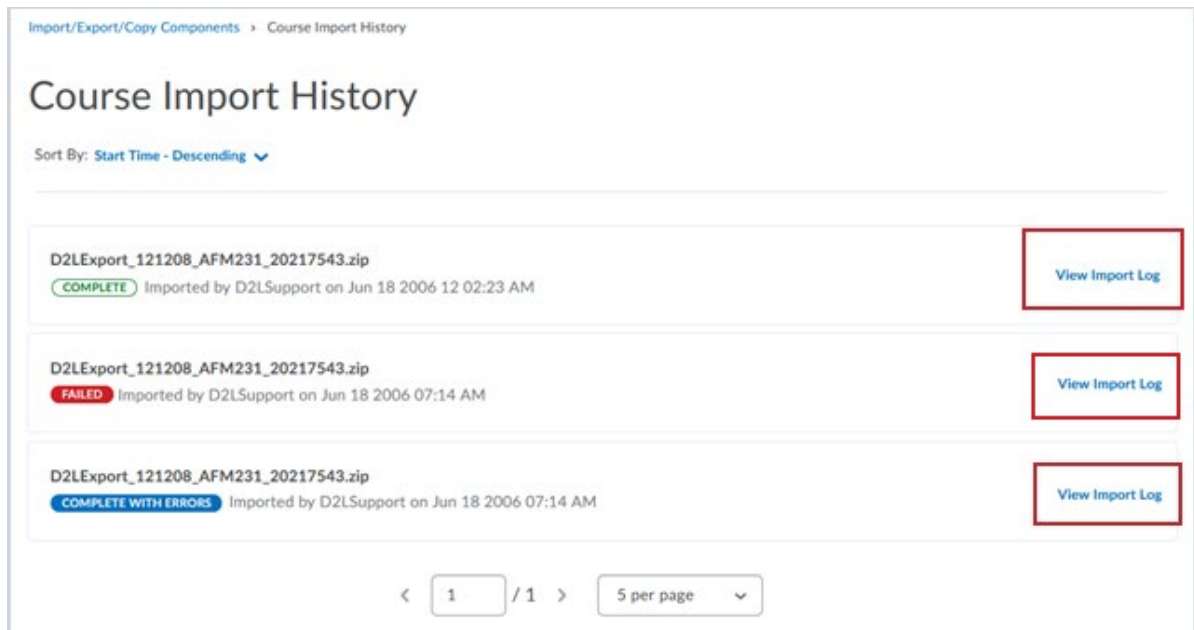 Import/Export/Copy Components › Course Import History
Course Import History
Sort By: Start Time - Descending
D2LExport_121208_AFM231_20217543.zip
COMPLETE Imported by D2LSupport on Jun 18 2006 12 02:23 AM
View Import Log
D2LExport_121208_AFM231_20217543.zip
FAILED Imported by D2LSupport on Jun 18 2006 07:14 AM
View Import Log
D2LExport_121208_AFM231_20217543.zip
COMPLETE WITH ERRORS Imported by D2LSupport on Jun 18 2006 07:14 AM
View Import Log
‹ 1 / 1 › 5 per page